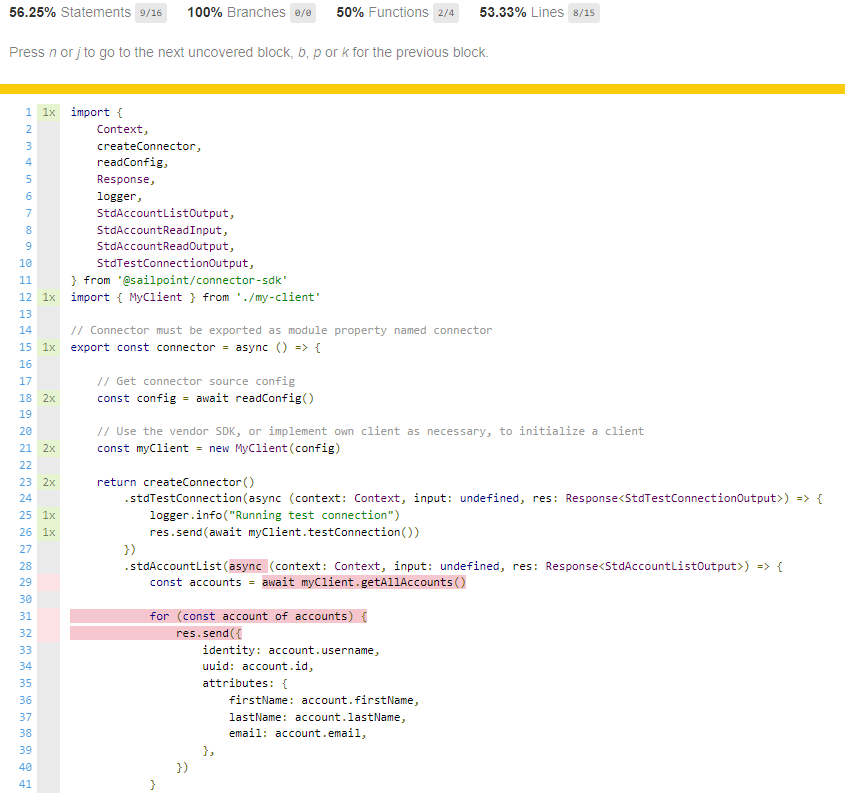 56.25% Statements 9/16 100% Branches 0/0 50% Functions 2/4 53.33% Lines 8/15
Press n or j to go to the next uncovered block, b, p or k for the previous block.
1 1x import {
2 Context,
3 createConnector,
4 readConfig,
5 Response,
6 logger,
7 StdAccountListOutput,
8 StdAccountReadInput,
9 StdAccountReadOutput,
10 StdTestConnectionOutput,
11 } from '@sailpoint/connector-sdk'
12 1x import { MyClient } from './my-client'
13
14 // Connector must be exported as module property named connector
15 1x export const connector = async () => {
16
17 // Get connector source config
18 2x const config = await readConfig()
19
20 // Use the vendor SDK, or implement own client as necessary, to initialize a client
21 2x const myClient = new MyClient(config)
22
23 2x return createConnector()
24 .stdTestConnection(async (context: Context, input: undefined, res: Response<StdTestConnectionOutput>) => {
25 1x logger.info("Running test connection")
26 1x res.send(await myClient.testConnection())
27 })
28 .stdAccountList(async (context: Context, input: undefined, res: Response<StdAccountListOutput>) => {
29 const accounts = await myClient.getAllAccounts()
30
31 for (const account of accounts) {
32 res.send({
33 identity: account.username,
34 uuid: account.id,
35 attributes: {
36 firstName: account.firstName,
37 lastName: account.lastName,
38 email: account.email,
39 },
40 })
41 }